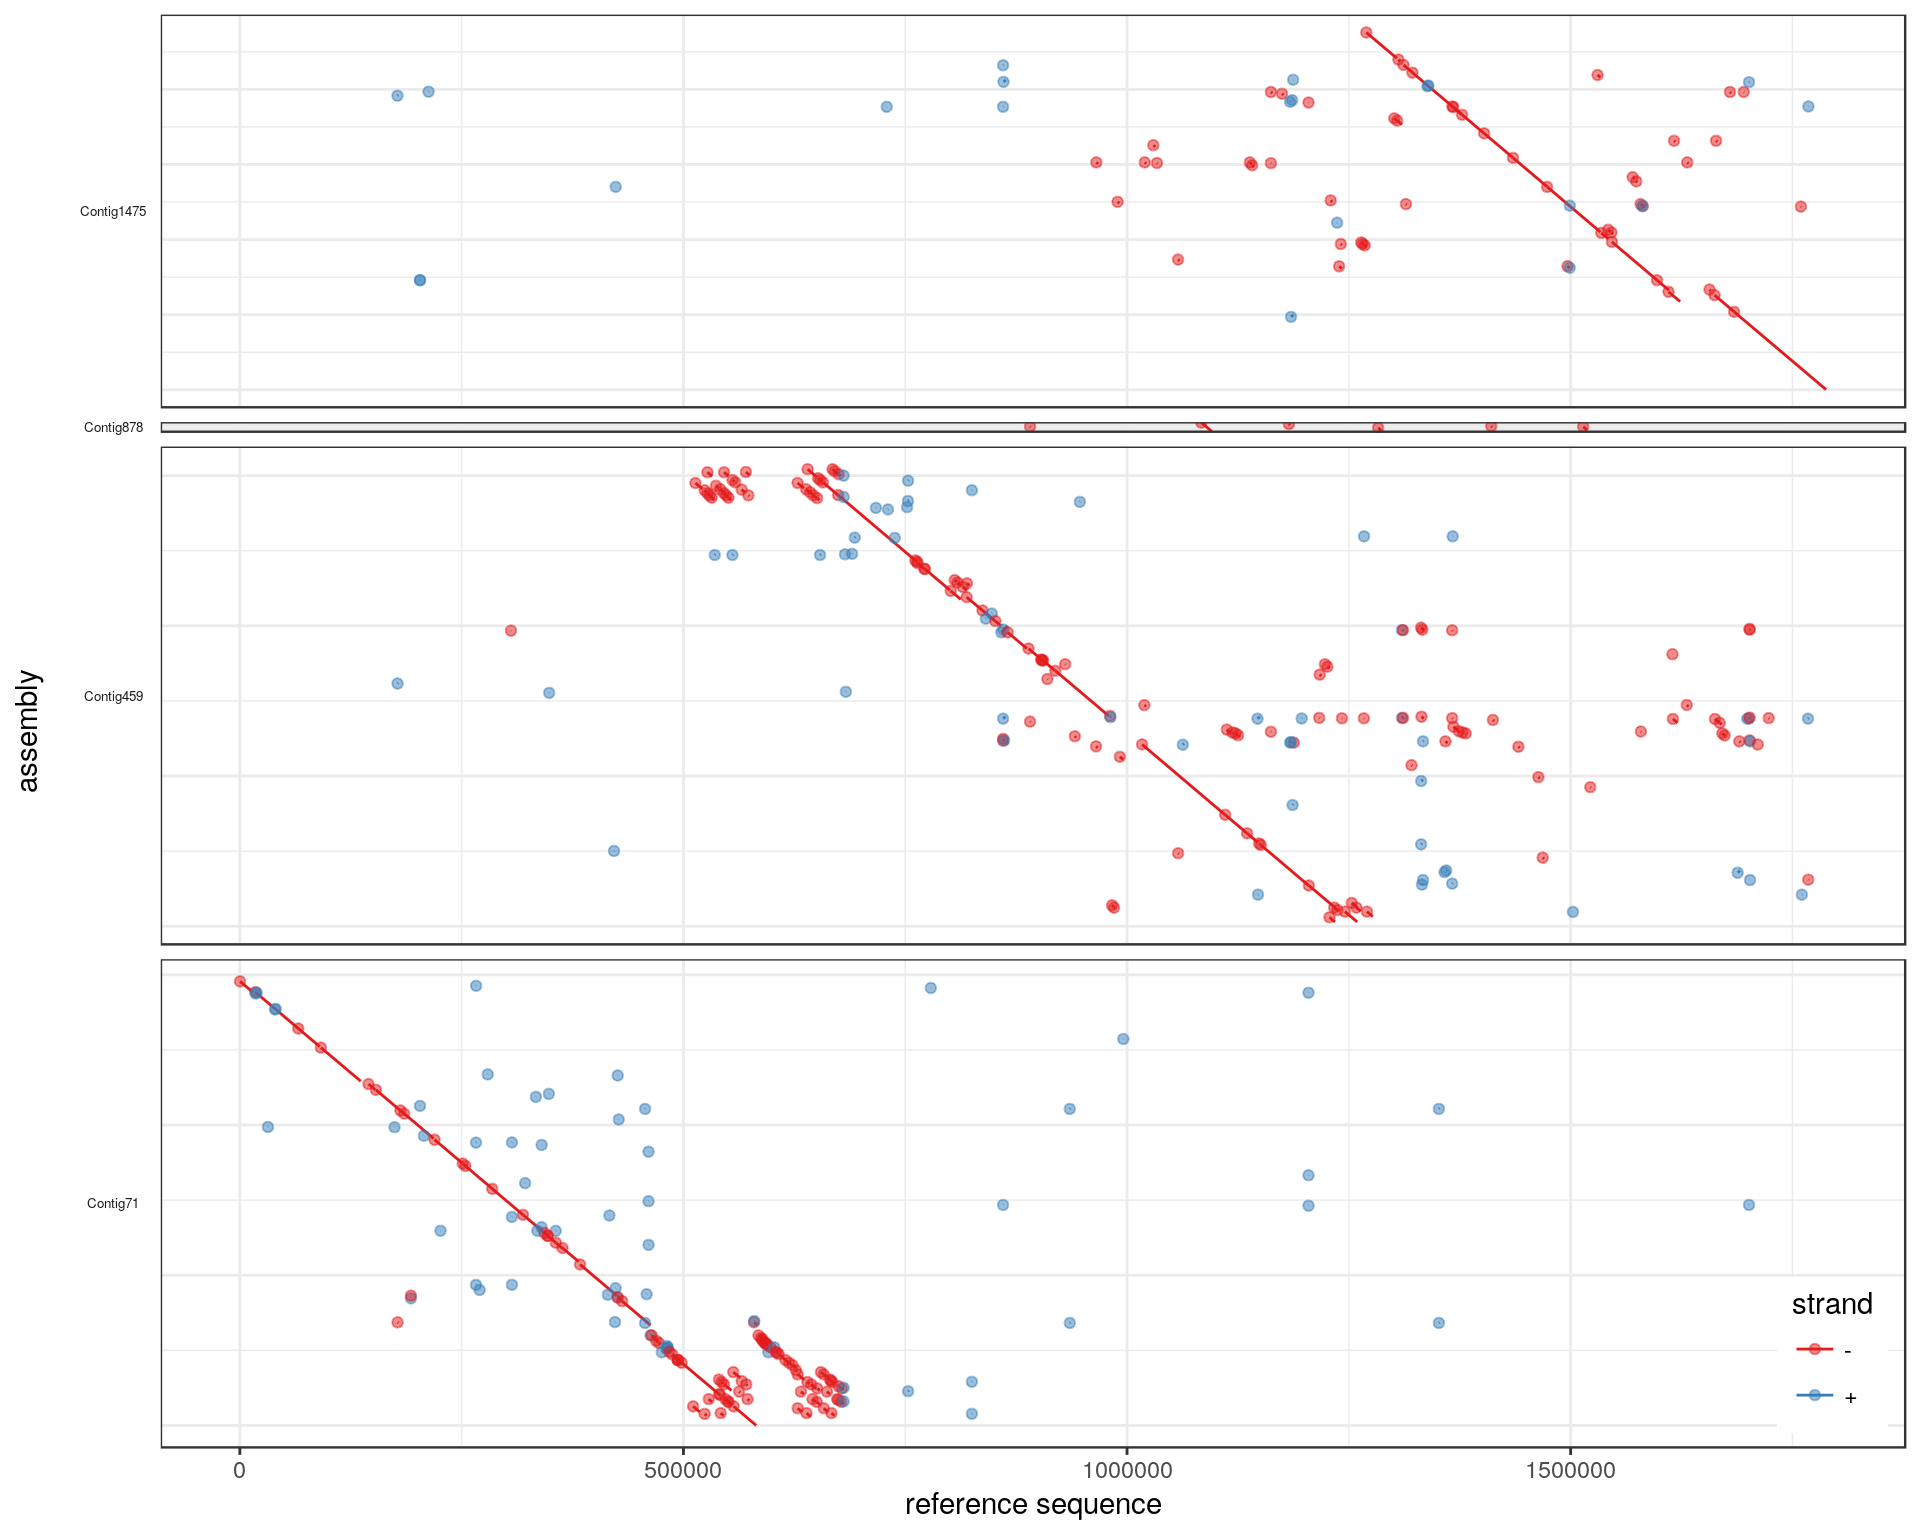 Contig1475
Contig878
Contig459
Contig71
assembly
strand
-
+
0 500000 1000000 1500000
reference sequence